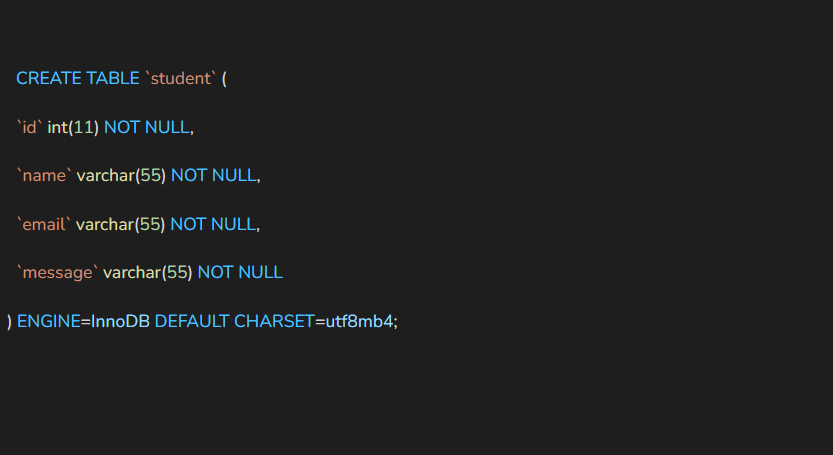 CREATE TABLE `student` (
`id` int(11) NOT NULL,
`name` varchar(55) NOT NULL,
`email` varchar(55) NOT NULL,
`message` varchar(55) NOT NULL
) ENGINE=InnoDB DEFAULT CHARSET=utf8mb4;